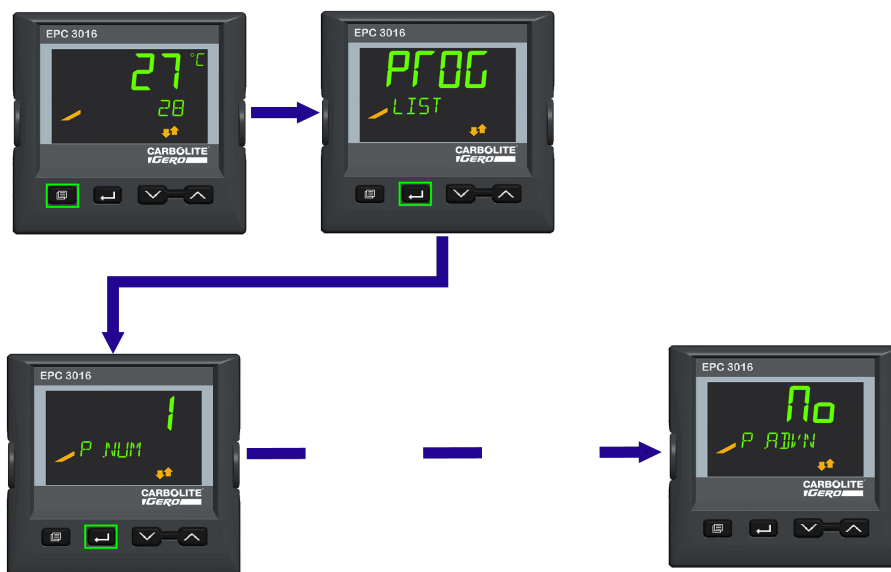 EPC 3016
27 °C
28
CARBOLITE
GERO
EPC 3016
PROG
LIST
CARBOLITE
GERO
EPC 3016
1
P NUM
CARBOLITE
GERO
EPC 3016
No
P ADVN
CARBOLITE
GERO